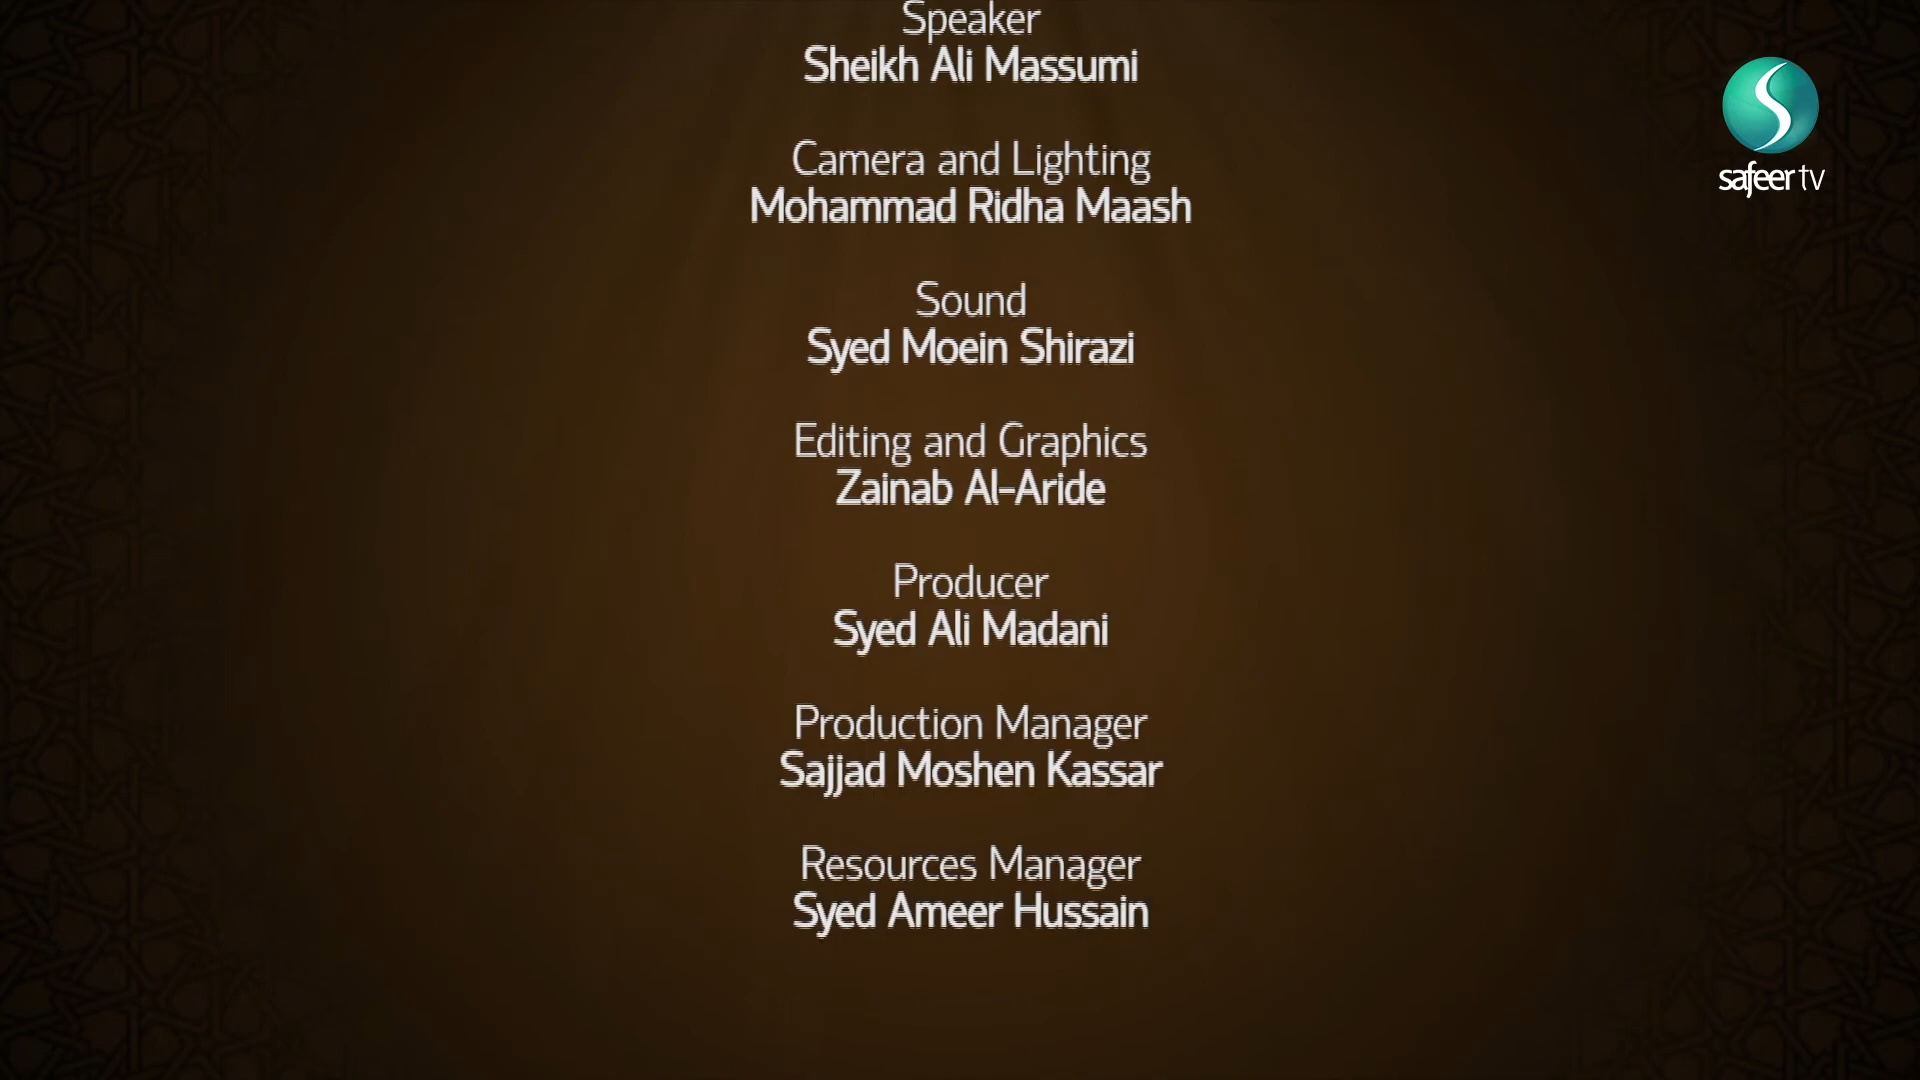 Speaker
Sheikh Ali Massumi
Camera and Lighting
Mohammad Ridha Maash
Sound
Syed Moein Shirazi
Editing and Graphics
Zainab Al-Aride
Producer
Syed Ali Madani
Production Manager
Sajjad Moshen Kassar
Resources Manager
Syed Ameer Hussain
safeer tv